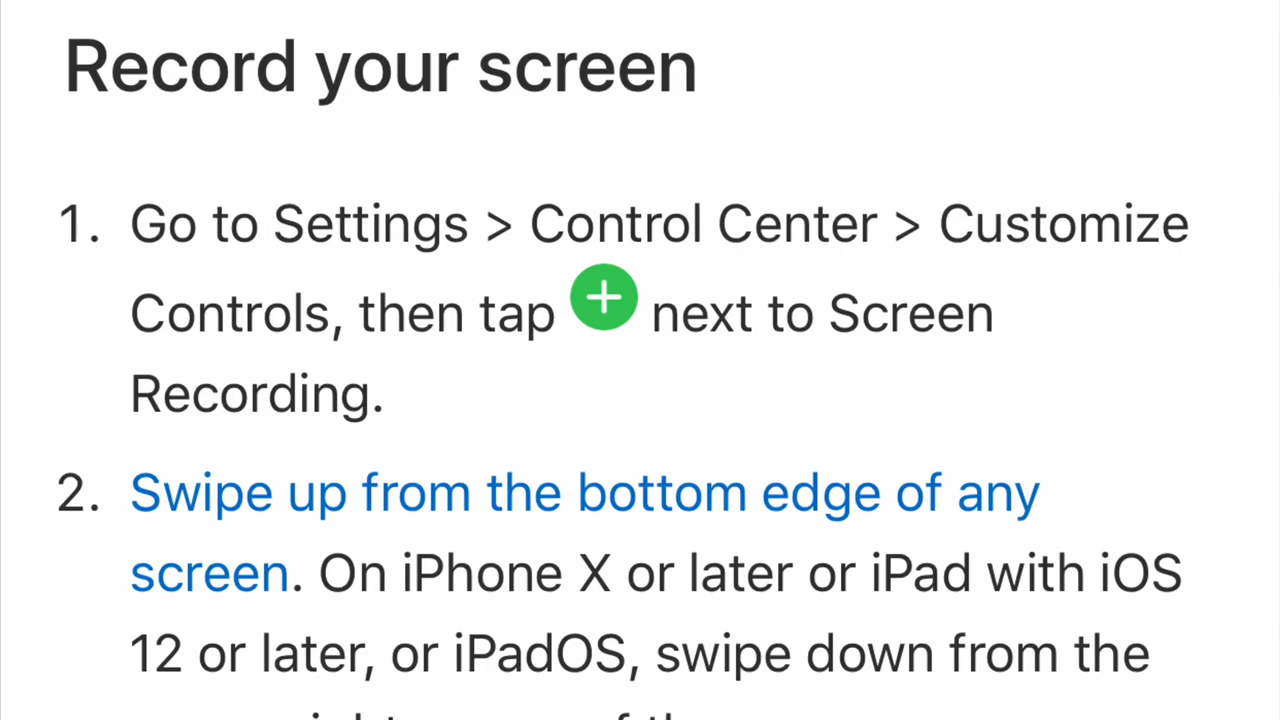 Record your screen
1. Go to Settings > Control Center > Customize
Controls, then tap + next to Screen
Recording.
2. Swipe up from the bottom edge of any
screen. On iPhone X or later or iPad with iOS
12 or later, or iPadOS, swipe down from the